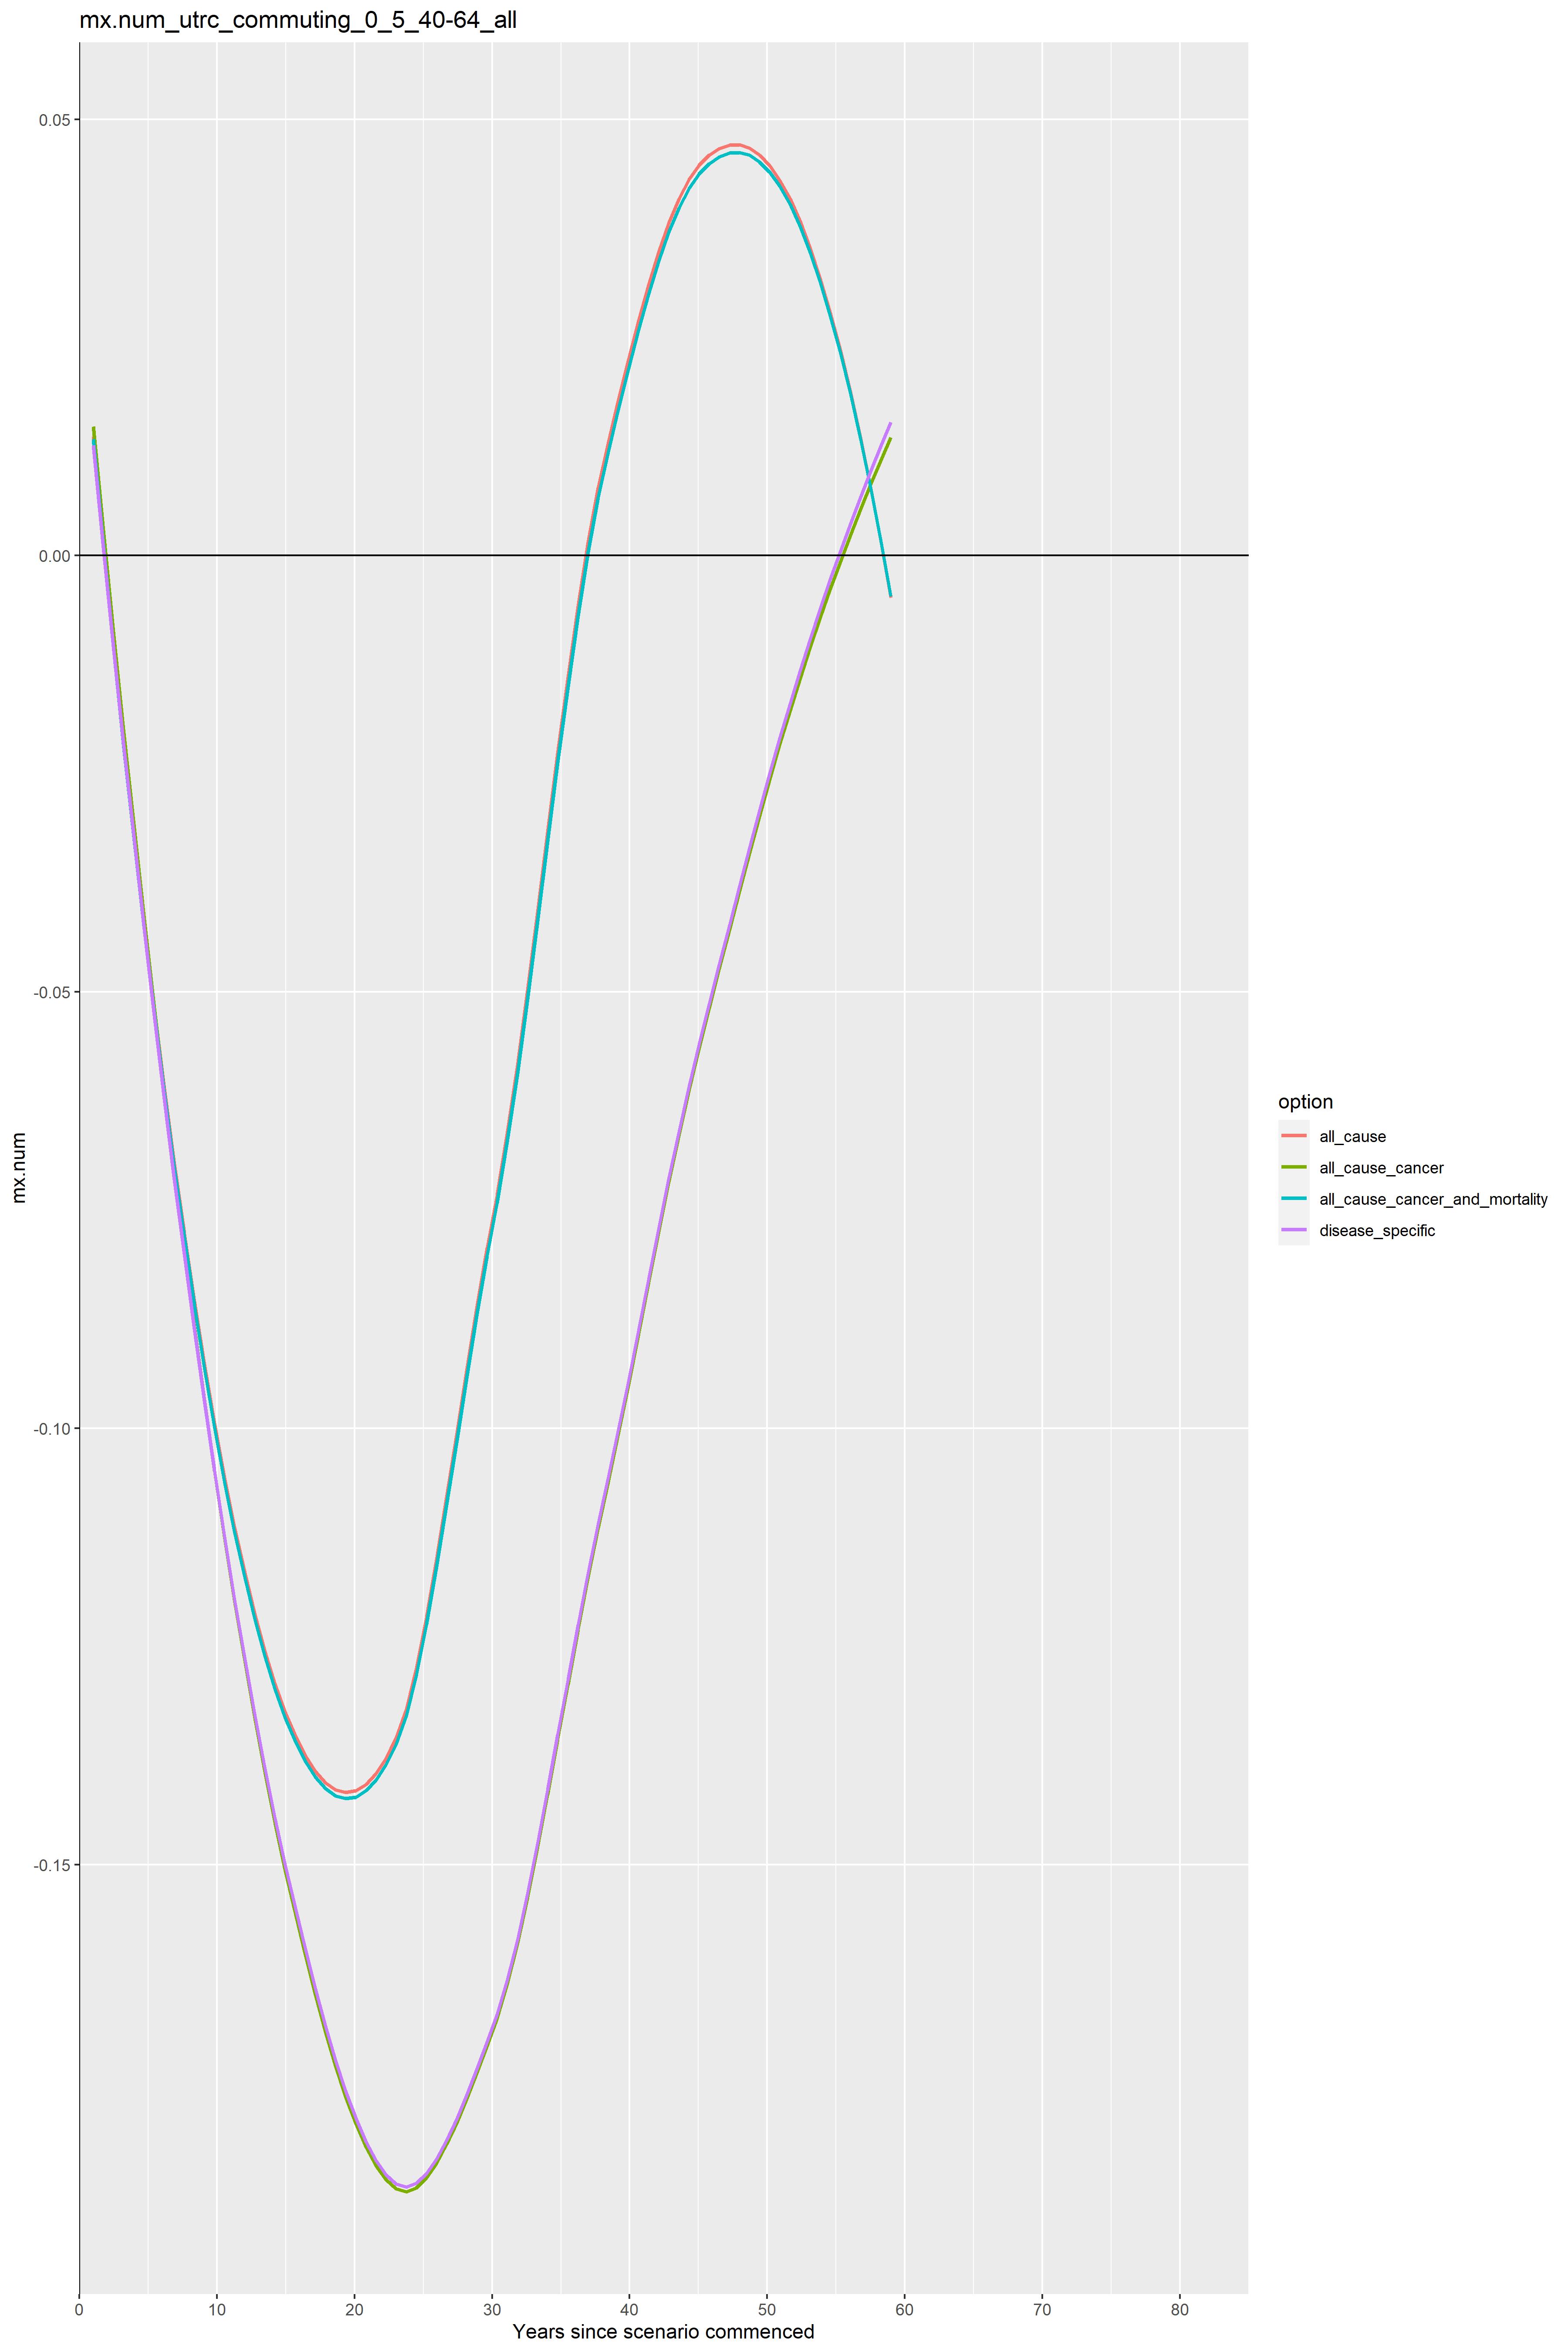 mx.num_utrc_commuting_0_5_40-64_all
0.05
0.00
-0.05
-0.10
-0.15
mx.num
0 10 20 30 40 50 60 70 80
Years since scenario commenced
option
all_cause
all_cause_cancer
all_cause_cancer_and_mortality
disease_specific